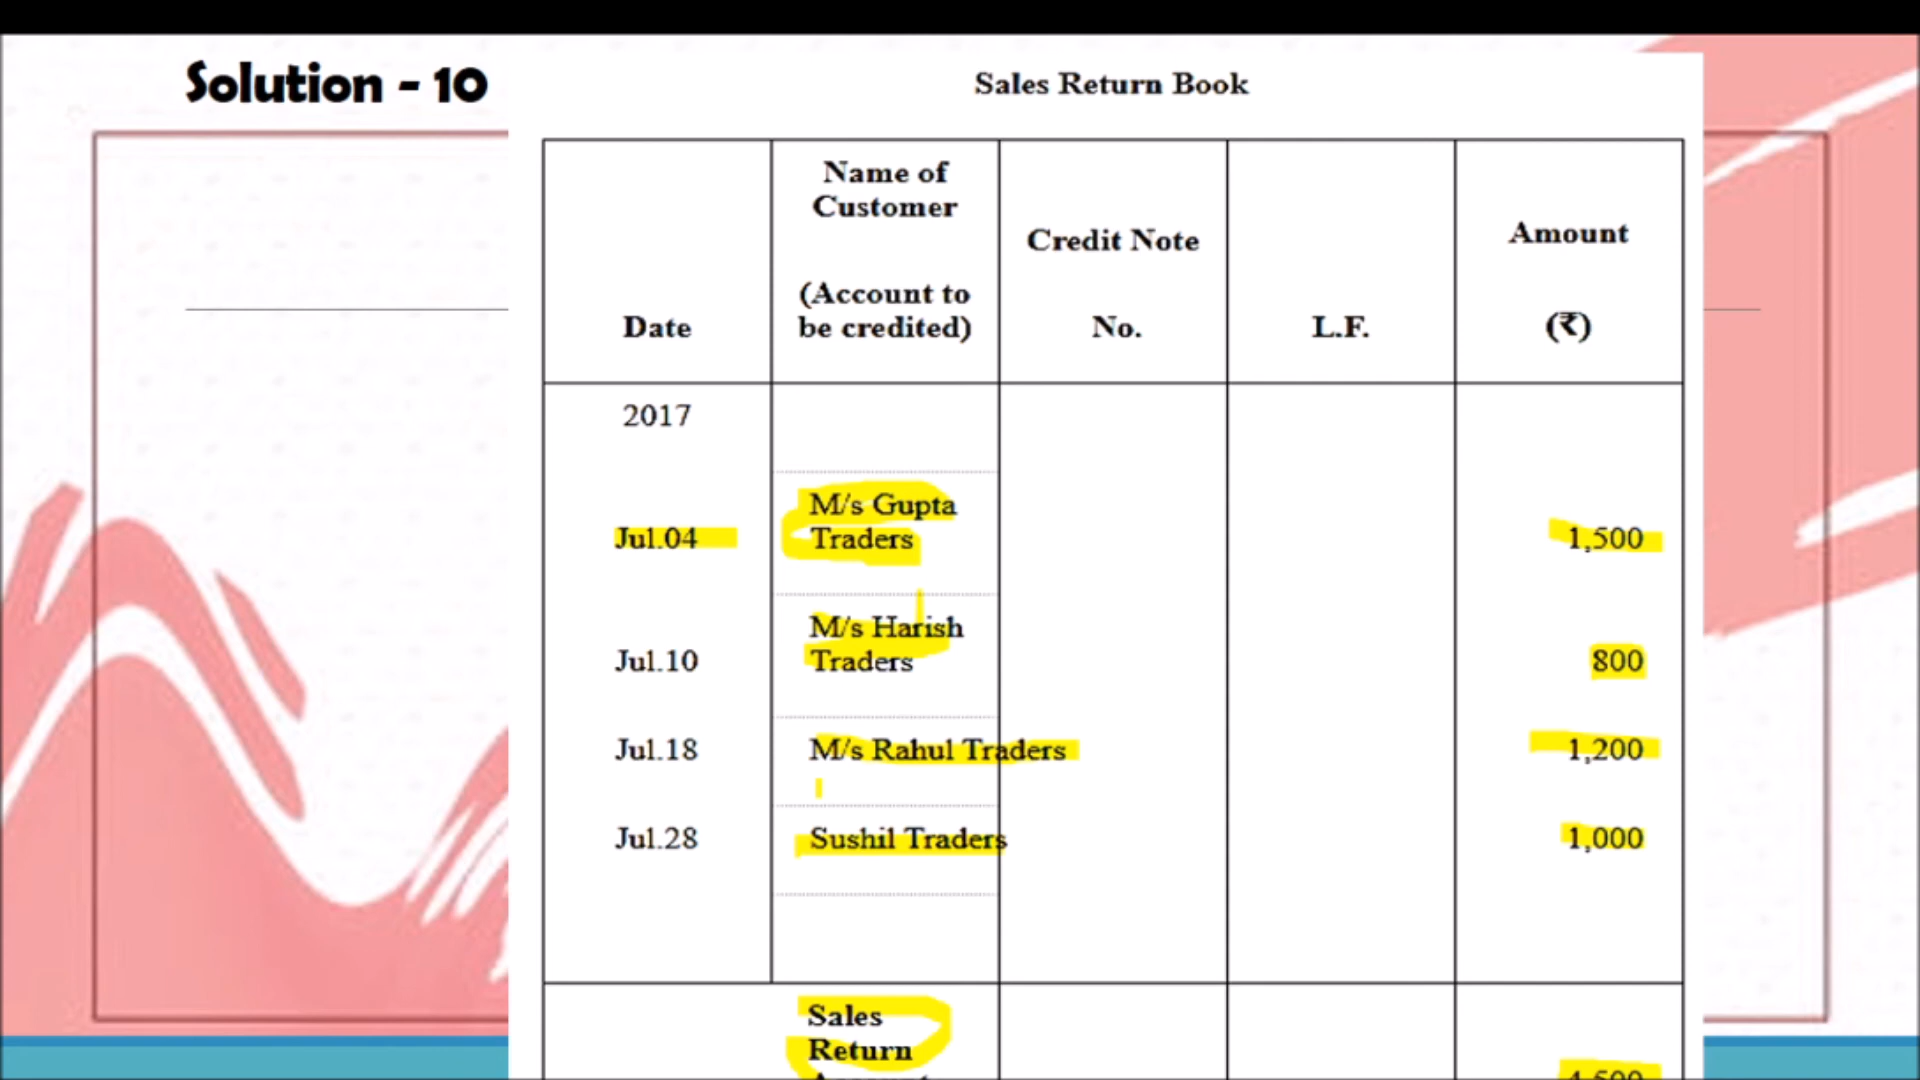 Solution - 10
Sales Return Book
Name of
Customer
Credit Note
Amount
(Account to
be credited)
Date
No.
L.F.
(₹)
2017
M/s Gupta
Traders
Jul.04
1,500
M/s Harish
Traders
Jul.10
800
Jul.18 M/s Rahul Traders 1,200
Jul.28 Sushil Traders 1,000
Sales
Return